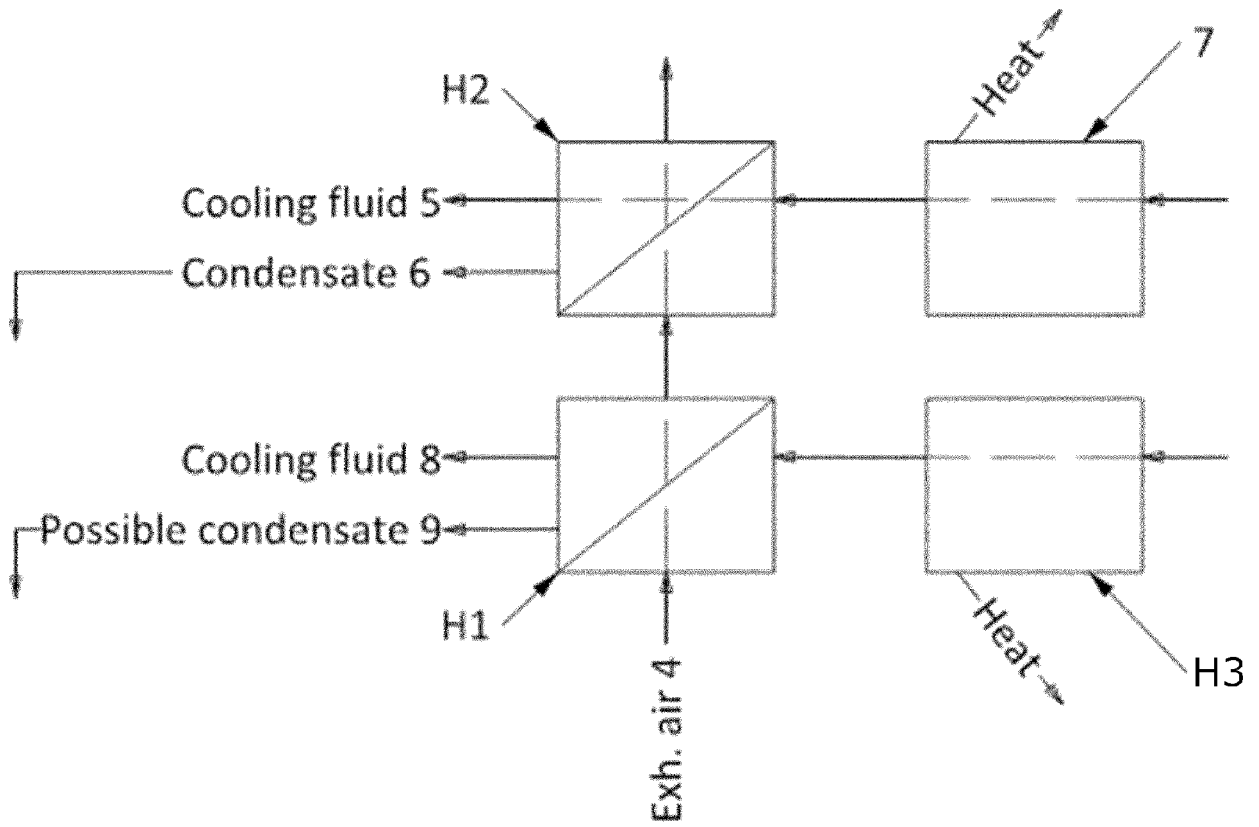 Heat
7
H2
Cooling fluid 5
Condensate 6
Cooling fluid 8
Possible condensate 9
H1
Heat
H3
Exh. air 4